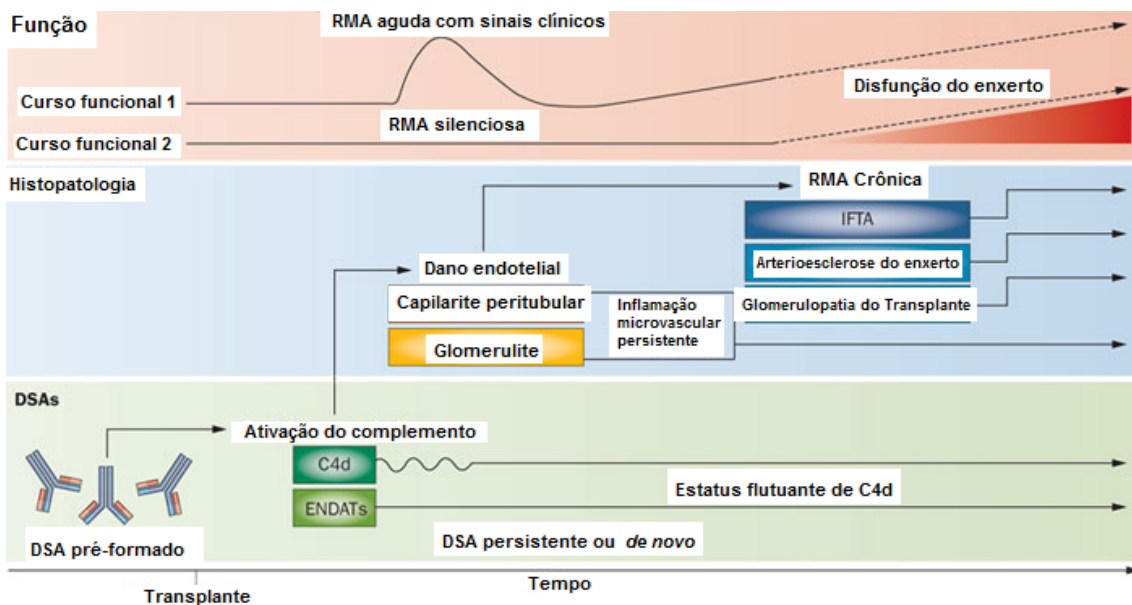 Função
RMA aguda com sinais clínicos
Curso funcional 1
Disfunção do enxerto
RMA silenciosa
Curso funcional 2
Histopatologia
RMA Crônica
IFTA
Dano endotelial
Arterioesclerose do enxerto
Capilarite peritubular
Inflamação
microvascular
persistente
Glomerulopatia do Transplante
Glomerulite
DSAs
Ativação do complemento
C4d
Estatus flutuante de C4d
ENDATs
DSA pré-formado
DSA persistente ou de novo
Tempo
Transplante